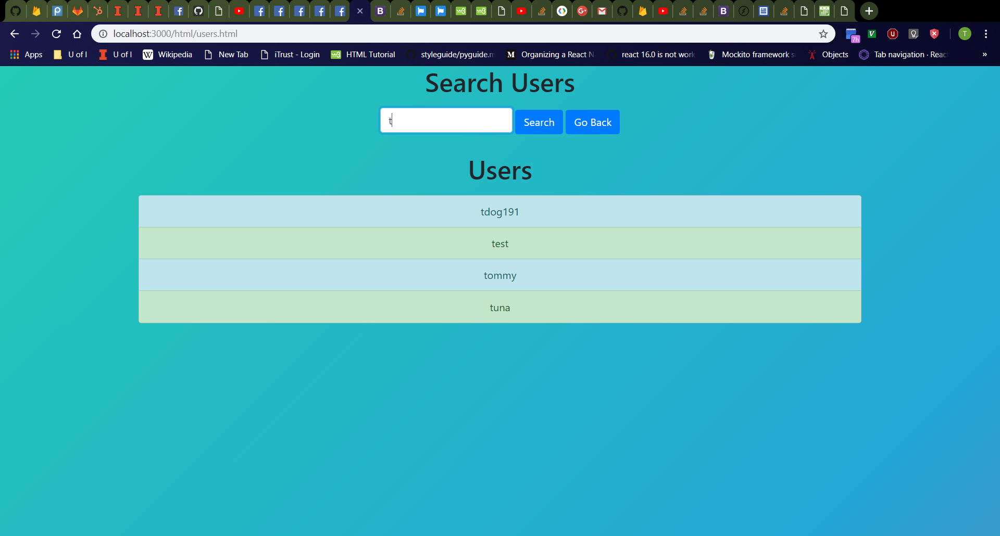 localhost:3000/html/users.html
Apps
U of I
U of I
Wikipedia
New Tab
iTrust - Login
HTML Tutorial
styleguide/pyguide.m
Organizing a React N
react 16.0 is not work
Mockito framework si
Objects
Tab navigation · Reac
»
7h
T
Search Users
t
Search
Go Back
Users
tdog191
test
tommy
tuna